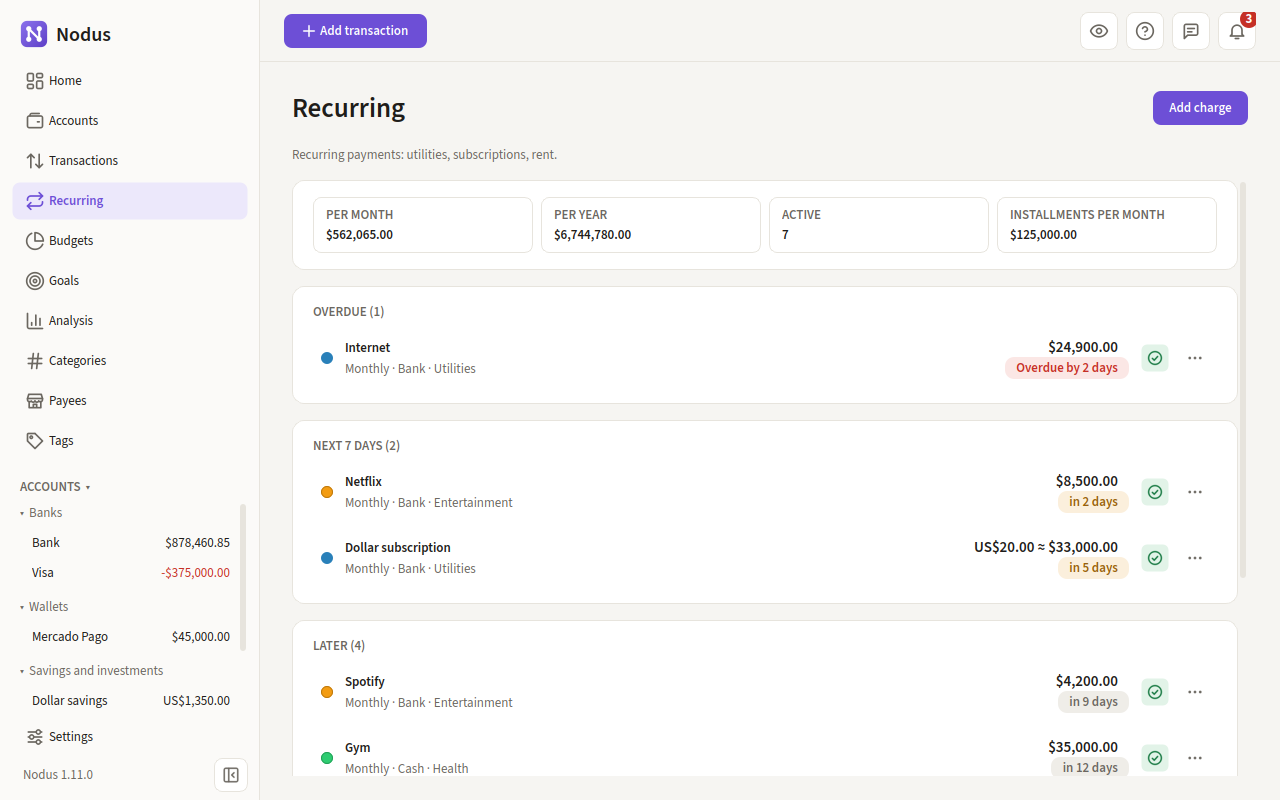 Nodus
Home
Accounts
Transactions
Recurring
Budgets
Goals
Analysis
Categories
Payees
Tags
ACCOUNTS
Banks
Bank $878,460.85
Visa -$375,000.00
Wallets
Mercado Pago $45,000.00
Savings and investments
Dollar savings US$1,350.00
Settings
Nodus 1.11.0
Add transaction
3
Recurring
Add charge
Recurring payments: utilities, subscriptions, rent.
PER MONTH
$562,065.00
PER YEAR
$6,744,780.00
ACTIVE
7
INSTALLMENTS PER MONTH
$125,000.00
OVERDUE (1)
Internet $24,900.00
Monthly · Bank · Utilities Overdue by 2 days
NEXT 7 DAYS (2)
Netflix $8,500.00
Monthly · Bank · Entertainment in 2 days
Dollar subscription US$20.00 ≈ $33,000.00
Monthly · Bank · Utilities in 5 days
LATER (4)
Spotify $4,200.00
Monthly · Bank · Entertainment in 9 days
Gym $35,000.00
Monthly · Cash · Health in 12 days